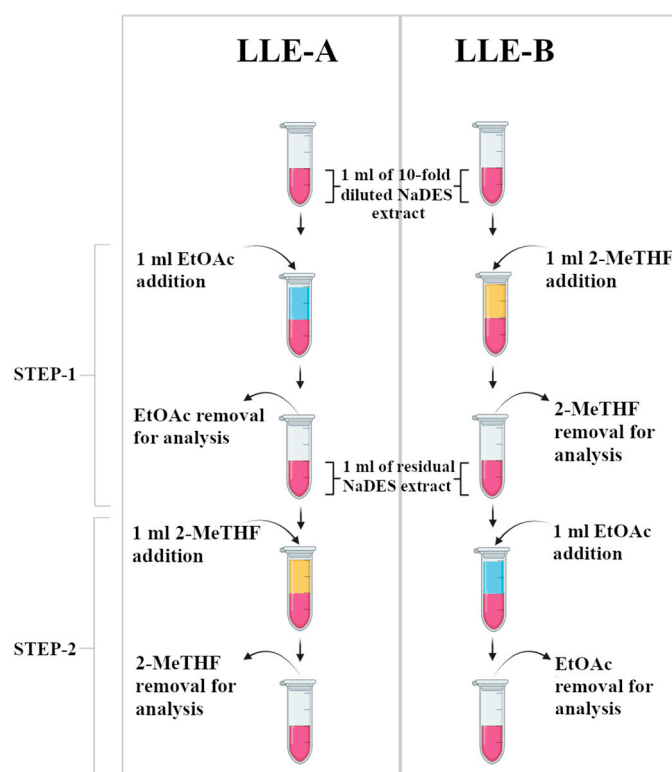 LLE-A
LLE-B
1 ml of 10-fold
diluted NaDES
extract
STEP-1
1 ml EtOAc
addition
1 ml 2-MeTHF
addition
EtOAc removal
for analysis
2-MeTHF
removal for
analysis
1 ml of residual
NaDES extract
STEP-2
1 ml 2-MeTHF
addition
1 ml EtOAc
addition
2-MeTHF
removal for
analysis
EtOAc
removal for
analysis